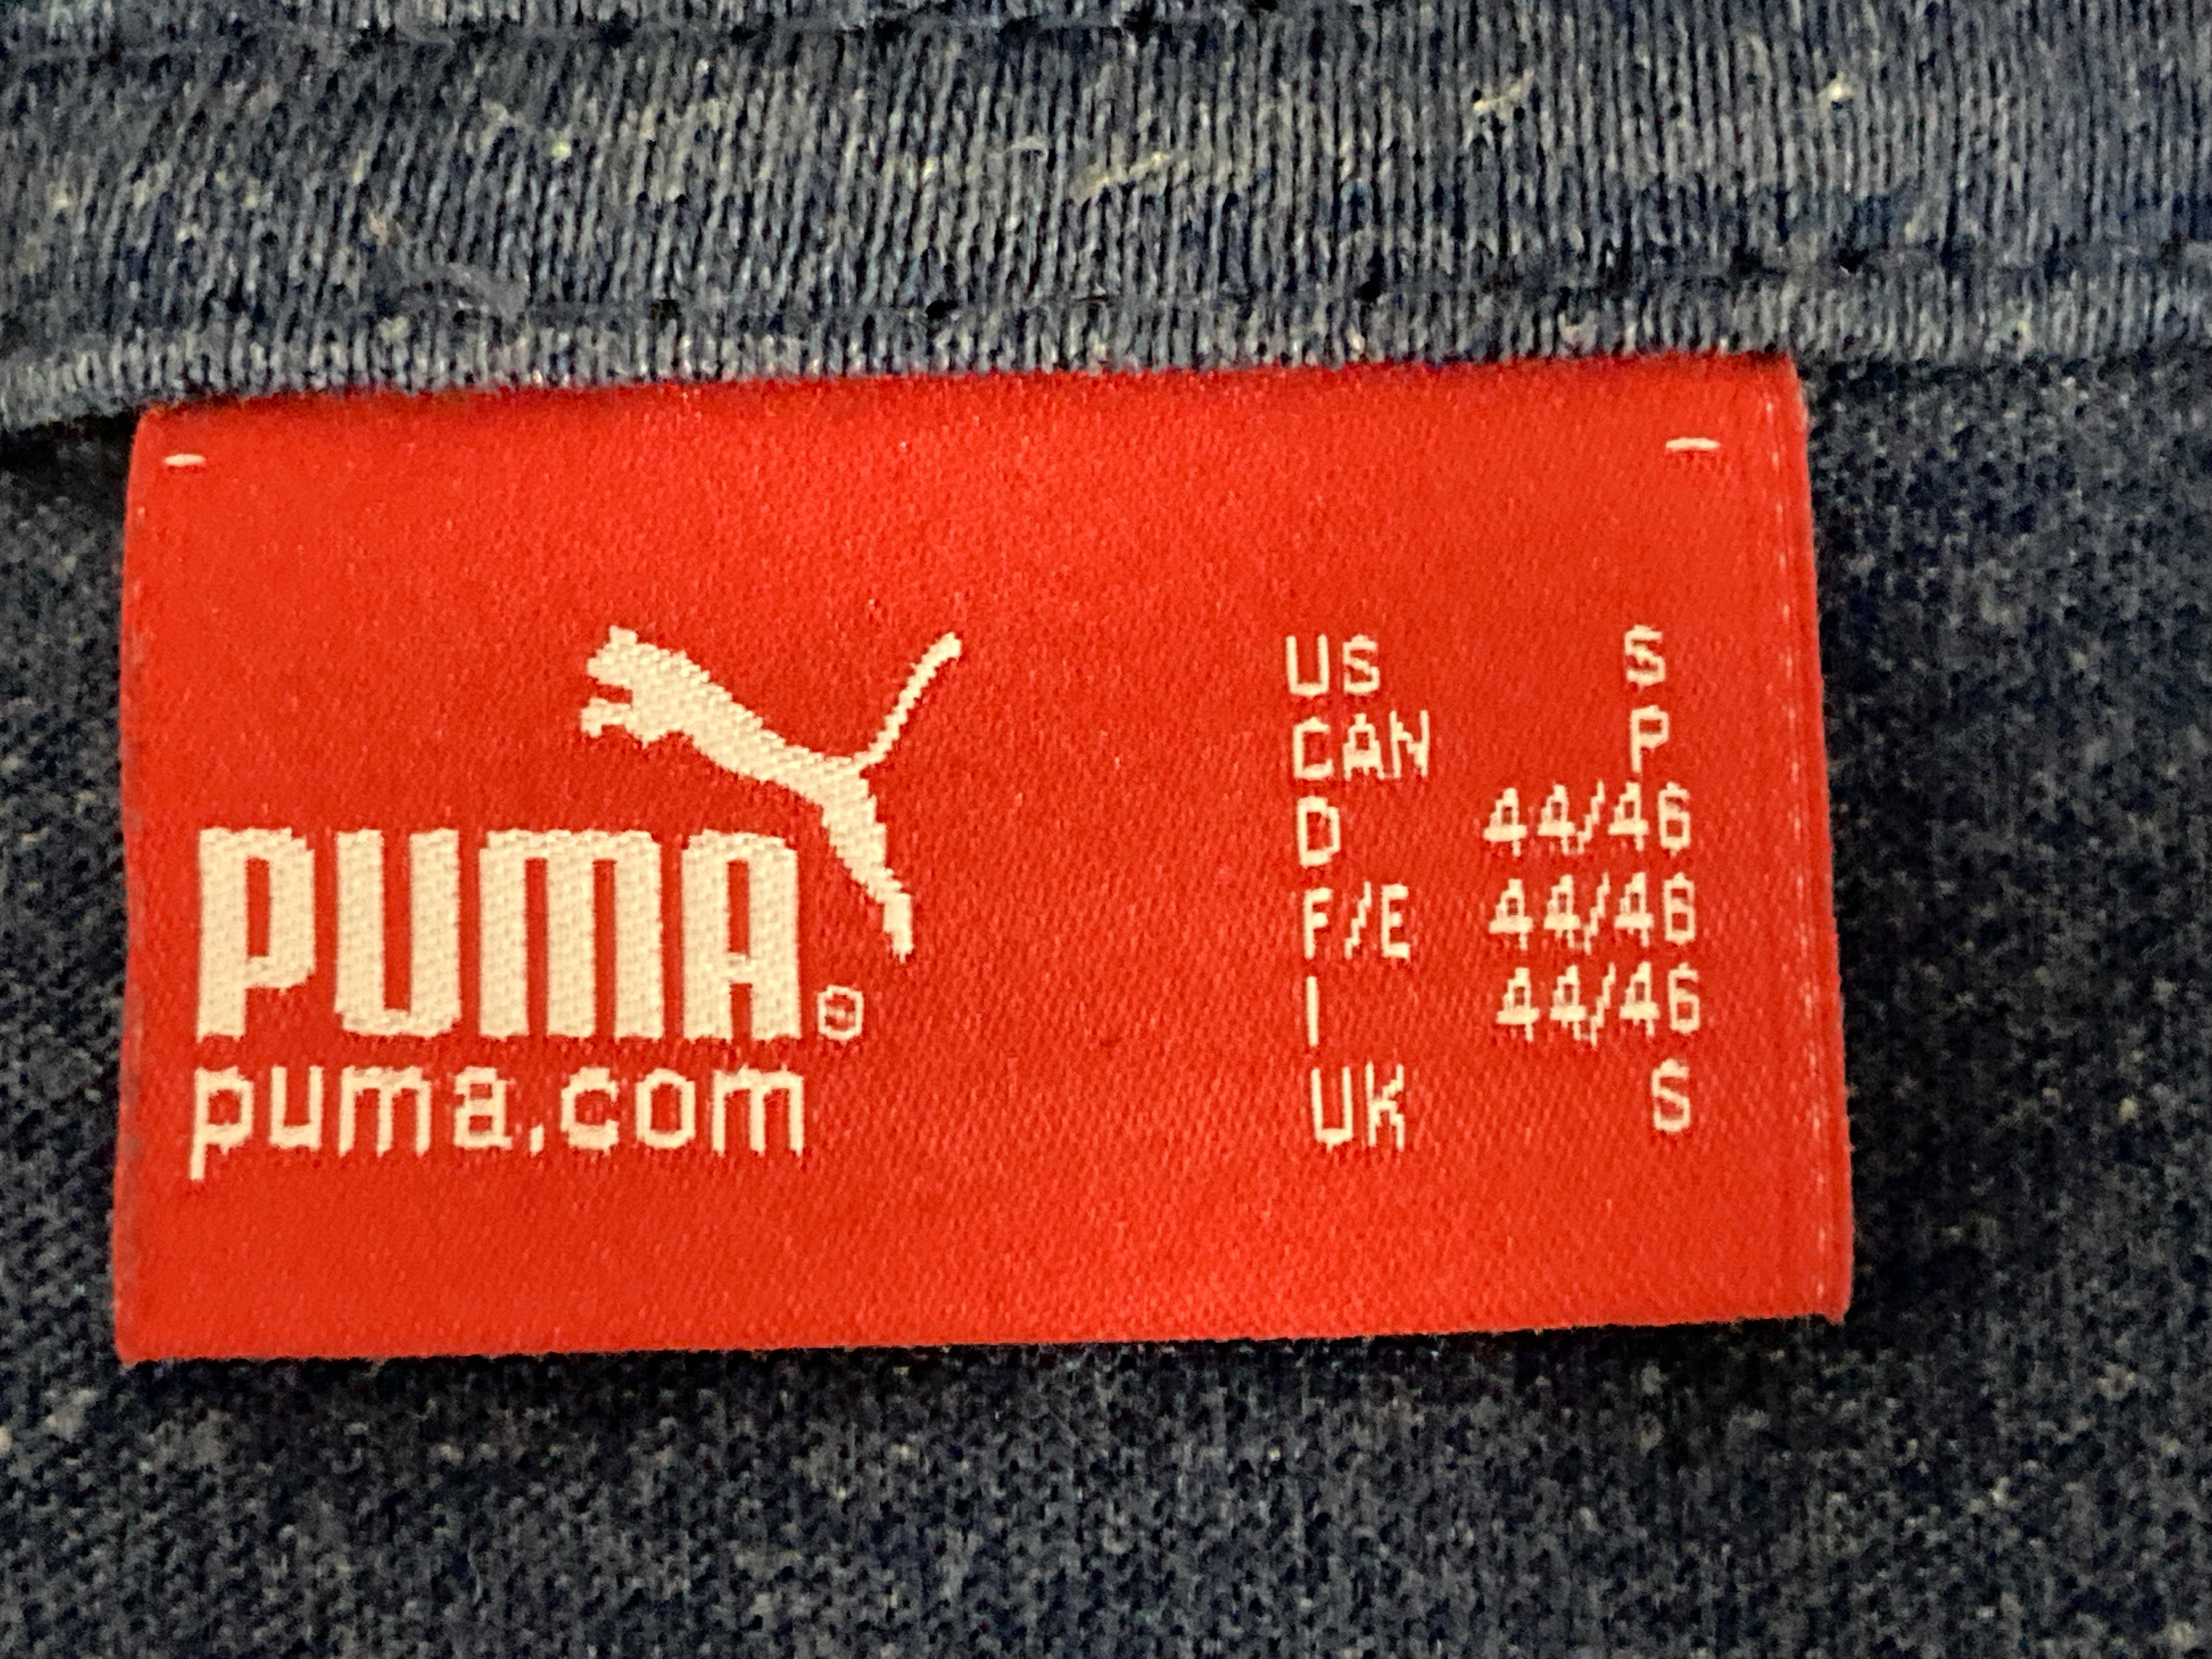 PUMA®
puma.com
US S
CAN P
D 44/46
F/E 44/46
I 44/46
UK S